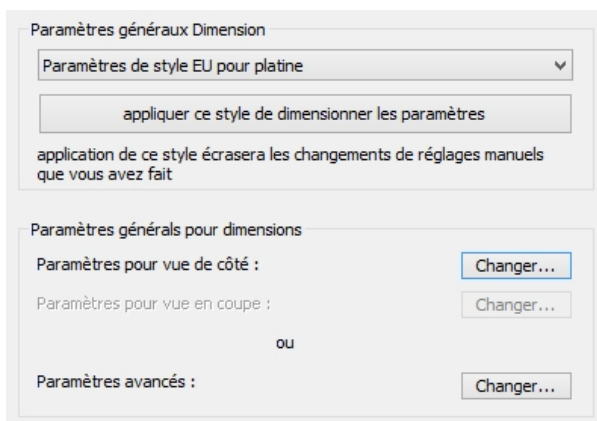 Paramètres généraux Dimension
Paramètres de style EU pour platine
appliquer ce style de dimensionner les paramètres
application de ce style écrasera les changements de réglages manuels
que vous avez fait
Paramètres générals pour dimensions
Paramètres pour vue de côté :
Changer...
Paramètres pour vue en coupe :
Changer...
ou
Paramètres avancés :
Changer...